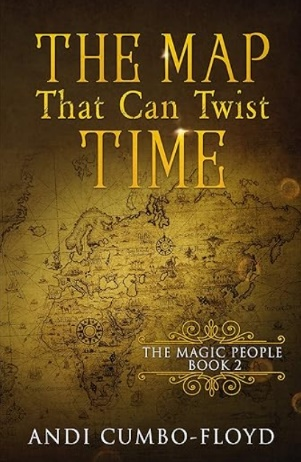 THE MAP
That Can Twist
TIME
THE MAGIC PEOPLE
BOOK 2
ANDI CUMBO-FLOYD